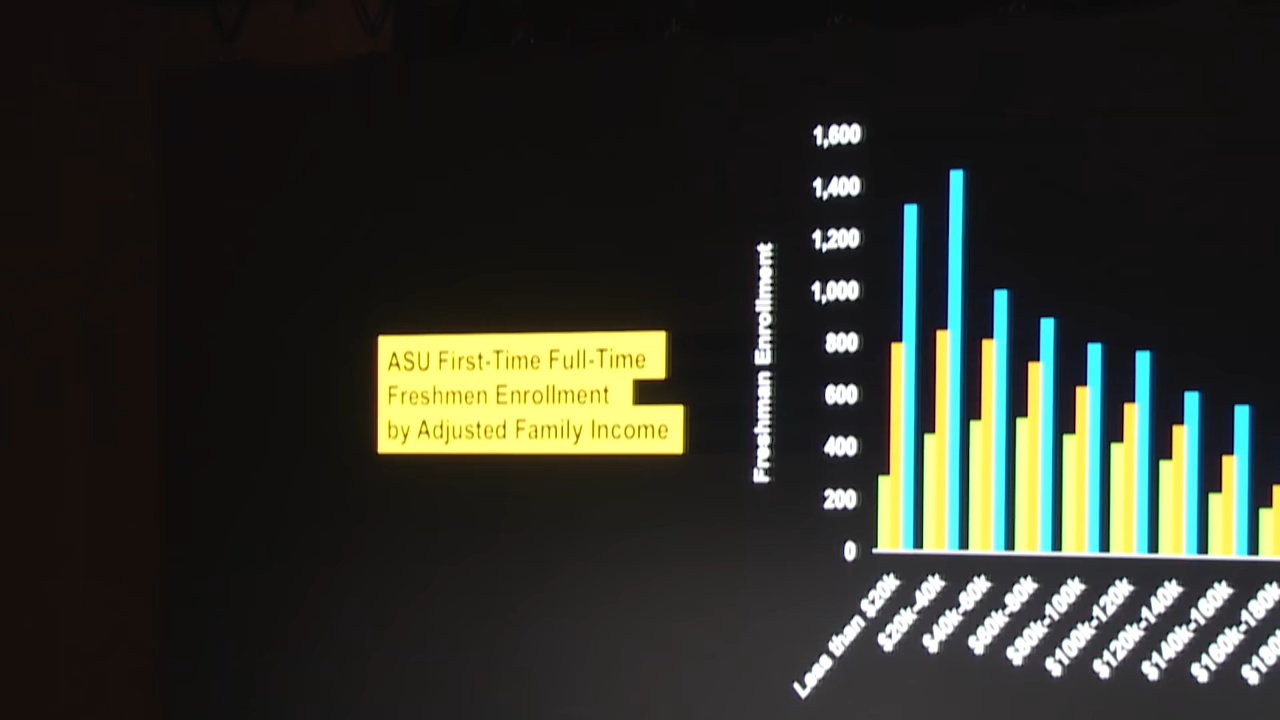 ASU First-Time Full-Time
Freshmen Enrollment
by Adjusted Family Income
Freshman Enrollment
1,600
1,400
1,200
1,000
800
600
400
200
0
Less than $20k
$20k-40k
$40k-60k
$60k-80k
$80k-100k
$100k-120k
$120k-140k
$140k-160k
$160k-180k